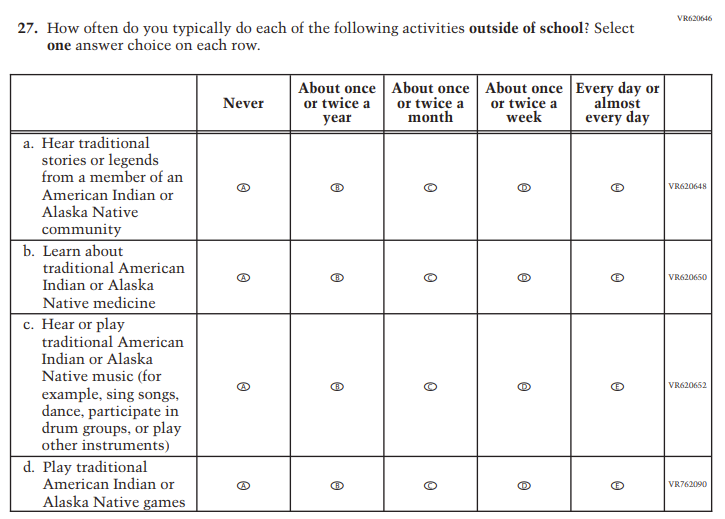 VR620646
27. How often do you typically do each of the following activities outside of school? Select
one answer choice on each row.
Never
About once
or twice a
year
About once
or twice a
month
About once
or twice a
week
Every day or
almost
every day
a. Hear traditional
stories or legends
from a member of an
American Indian or
Alaska Native
community
A B C D E VR620648
b. Learn about
traditional American
Indian or Alaska
Native medicine
A B C D E VR620650
c. Hear or play
traditional American
Indian or Alaska
Native music (for
example, sing songs,
dance, participate in
drum groups, or play
other instruments)
A B C D E VR620652
d. Play traditional
American Indian or
Alaska Native games
A B C D E VR762090